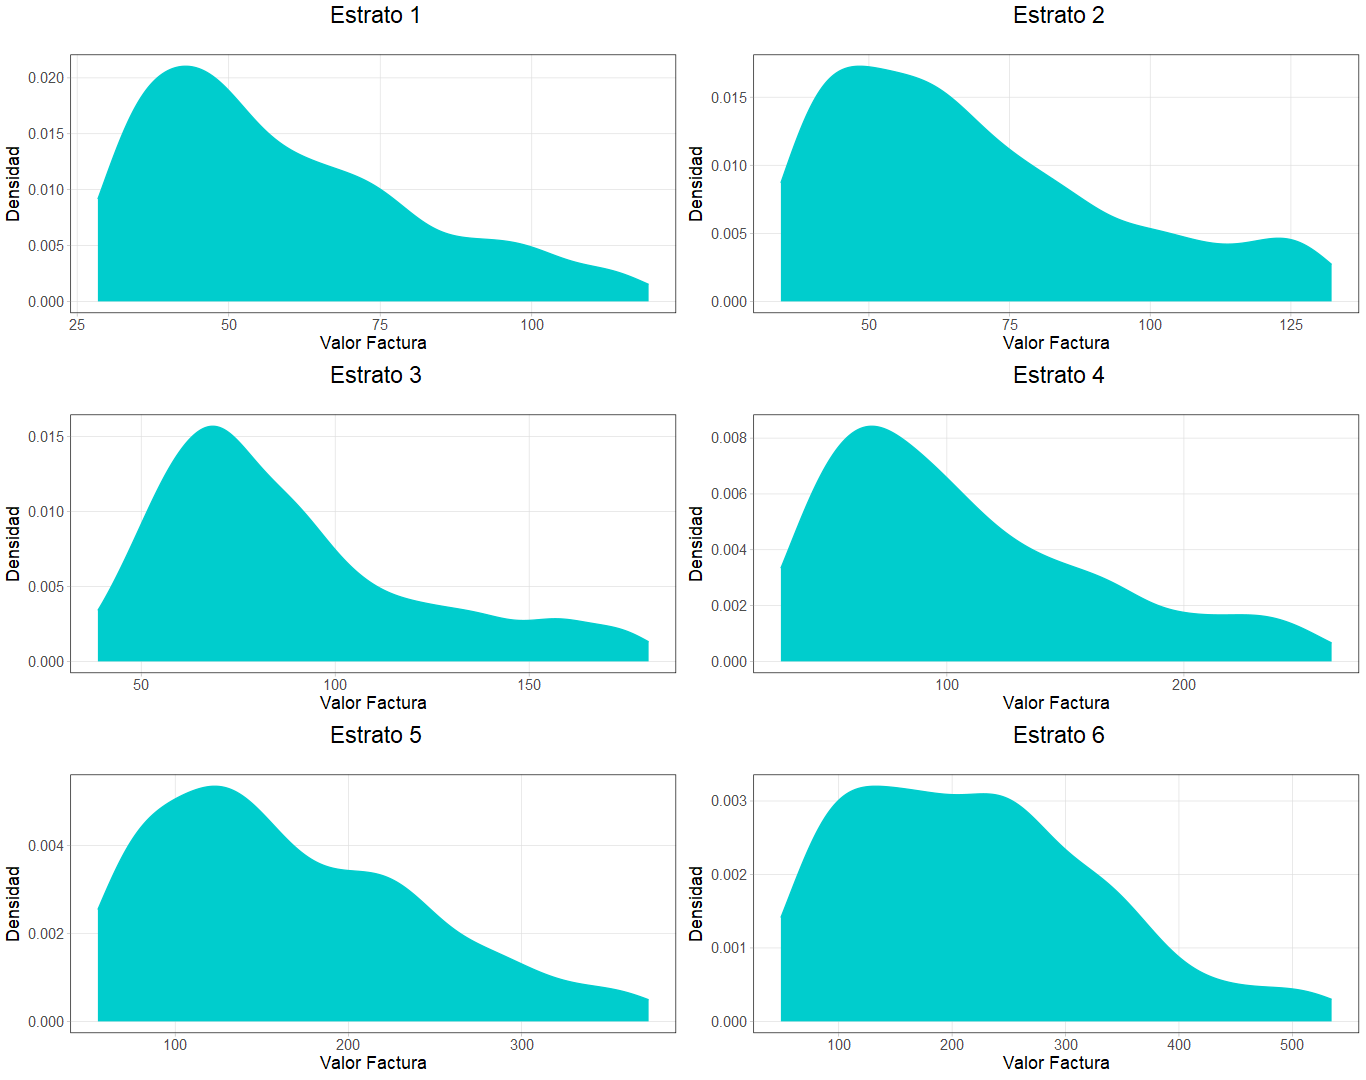 Estrato 1
0.020
0.015
0.010
0.005
0.000
Densidad
25 50 75 100
Valor Factura
Estrato 2
0.015
0.010
0.005
0.000
Densidad
50 75 100 125
Valor Factura
Estrato 3
0.015
0.010
0.005
0.000
Densidad
50 100 150
Valor Factura
Estrato 4
0.008
0.006
0.004
0.002
0.000
Densidad
100 200
Valor Factura
Estrato 5
0.004
0.002
0.000
Densidad
100 200 300
Valor Factura
Estrato 6
0.003
0.002
0.001
0.000
Densidad
100 200 300 400 500
Valor Factura